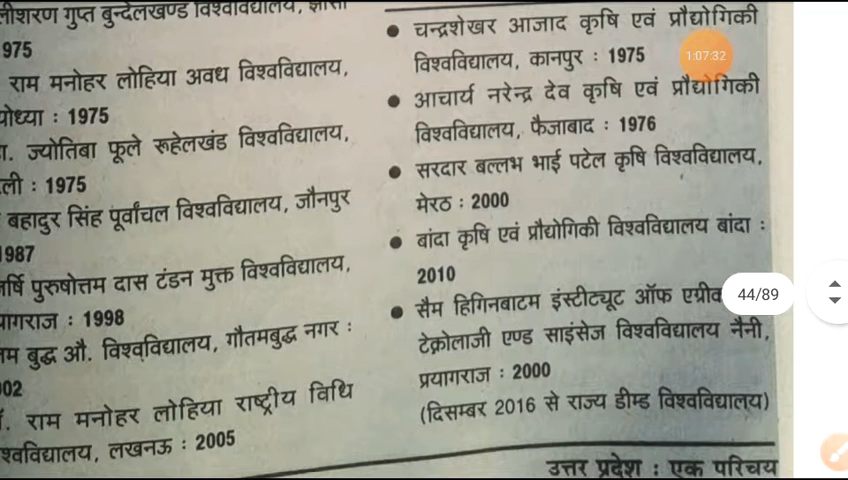 बुन्देलखण्ड विश्वविद्यालय,
975
राम मनोहर लोहिया अवध विश्वविद्यालय,
योध्या : 1975
ज्योतिबा फूले रूहेलखंड विश्वविद्यालय,
ली : 1975
बहादुर सिंह पूर्वांचल विश्वविद्यालय, जौनपुर
987
र्षि पुरुषोत्तम दास टंडन मुक्त विश्वविद्यालय,
यागराज : 1998
म बुद्ध औ. विश्वविद्यालय, गौतमबुद्ध नगर :
02
राम मनोहर लोहिया राष्ट्रीय विधि
श्वविद्यालय, लखनऊ : 2005
• चन्द्रशेखर आजाद कृषि एवं प्रौद्योगिकी
विश्वविद्यालय, कानपुर : 1975
• आचार्य नरेन्द्र देव कृषि एवं प्रौद्योगिकी
विश्वविद्यालय, फैजाबाद : 1976
• सरदार बल्लभ भाई पटेल कृषि विश्वविद्यालय,
मेरठ : 2000
• बांदा कृषि एवं प्रौद्योगिकी विश्वविद्यालय बांदा :
2010
• सैम हिगिनबाटम इंस्टीट्यूट ऑफ एग्रीक
टेक्रोलाजी एण्ड साइंसेज विश्वविद्यालय नैनी,
प्रयागराज : 2000
(दिसम्बर 2016 से राज्य डीम्ड विश्वविद्यालय)
उत्तर प्रदेश : एक परिचय
1:07:32
44/89